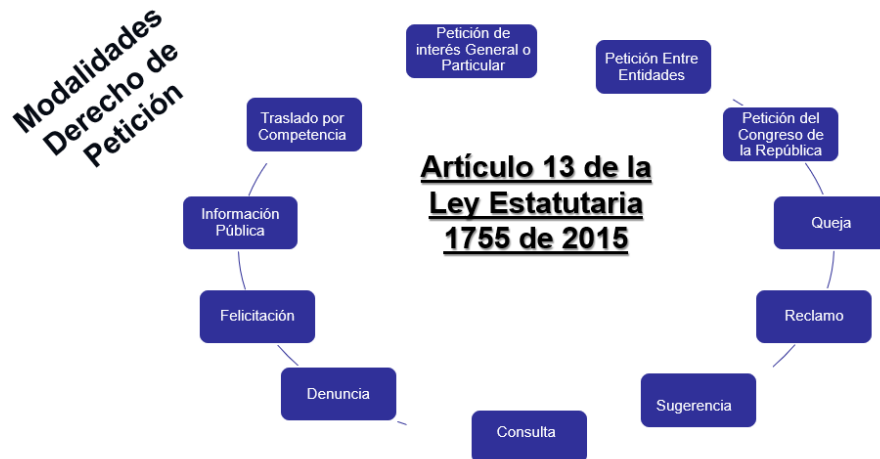 Modalidades
Derecho de
Petición
Petición de
interés General o
Particular
Petición Entre
Entidades
Petición del
Congreso de
la República
Queja
Reclamo
Sugerencia
Consulta
Denuncia
Felicitación
Información
Pública
Traslado por
Competencia
Artículo 13 de la
Ley Estatutaria
1755 de 2015